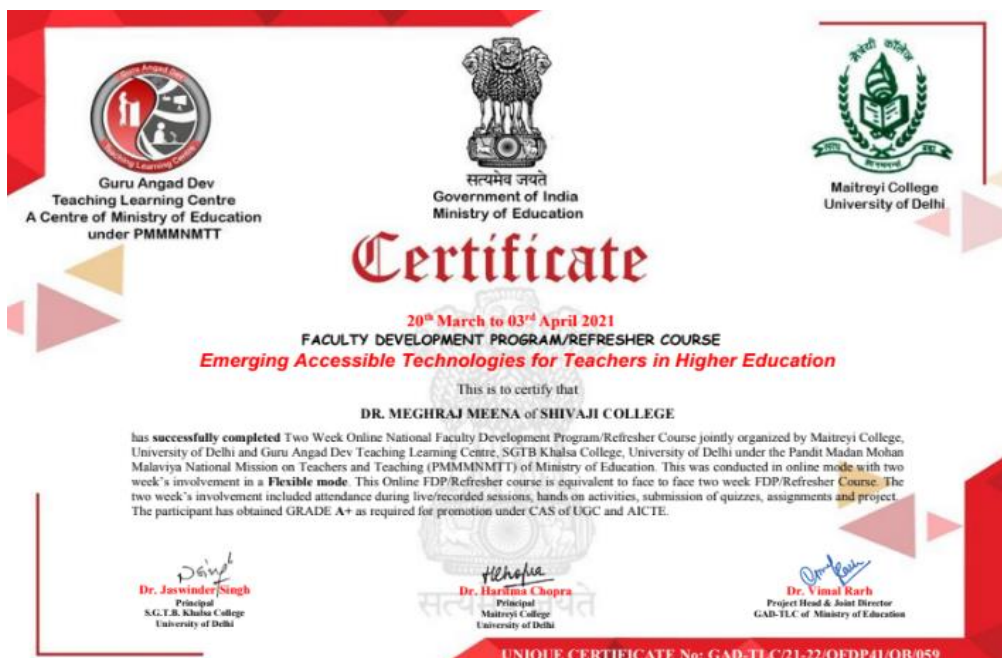 Guru Angad Dev
Teaching Learning Centre
Guru Angad Dev
Teaching Learning Centre
A Centre of Ministry of Education
under PMMMNMTT
सत्यमेव जयते
Government of India
Ministry of Education
मैत्रेयी कॉलेज
Maitreyi College
University of Delhi
Certificate
20th March to 03rd April 2021
FACULTY DEVELOPMENT PROGRAM/REFRESHER COURSE
Emerging Accessible Technologies for Teachers in Higher Education
This is to certify that
DR. MEGHRAJ MEENA of SHIVAJI COLLEGE
has successfully completed Two Week Online National Faculty Development Program/Refresher Course jointly organized by Maitreyi College,
University of Delhi and Guru Angad Dev Teaching Learning Centre, SGTB Khalsa College, University of Delhi under the Pandit Madan Mohan
Malaviya National Mission on Teachers and Teaching (PMMMNMTT) of Ministry of Education. This was conducted in online mode with two
week's involvement in a Flexible mode. This Online FDP/Refresher course is equivalent to face to face two week FDP/Refresher Course. The
two week's involvement included attendance during live/recorded sessions, hands on activities, submission of quizzes, assignments and project.
The participant has obtained GRADE A+ as required for promotion under CAS of UGC and AICTE.
Dr. Jaswinder Singh
Principal
S.G.T.B. Khalsa College
University of Delhi
Dr. Haritma Chopra
Principal
Maitreyi College
University of Delhi
Dr. Vimal Rarh
Project Head & Joint Director
GAD-TLC of Ministry of Education
सत्यमेव जयते
UNIQUE CERTIFICATE No: GAD-TLC/21-22/OFDP41/OB/059